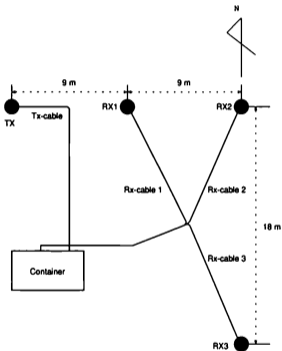 N
9 m
9 m
TX
Tx-cable
RX1
RX2
Rx-cable 1
Rx-cable 2
18 m
Rx-cable 3
Container
RX3